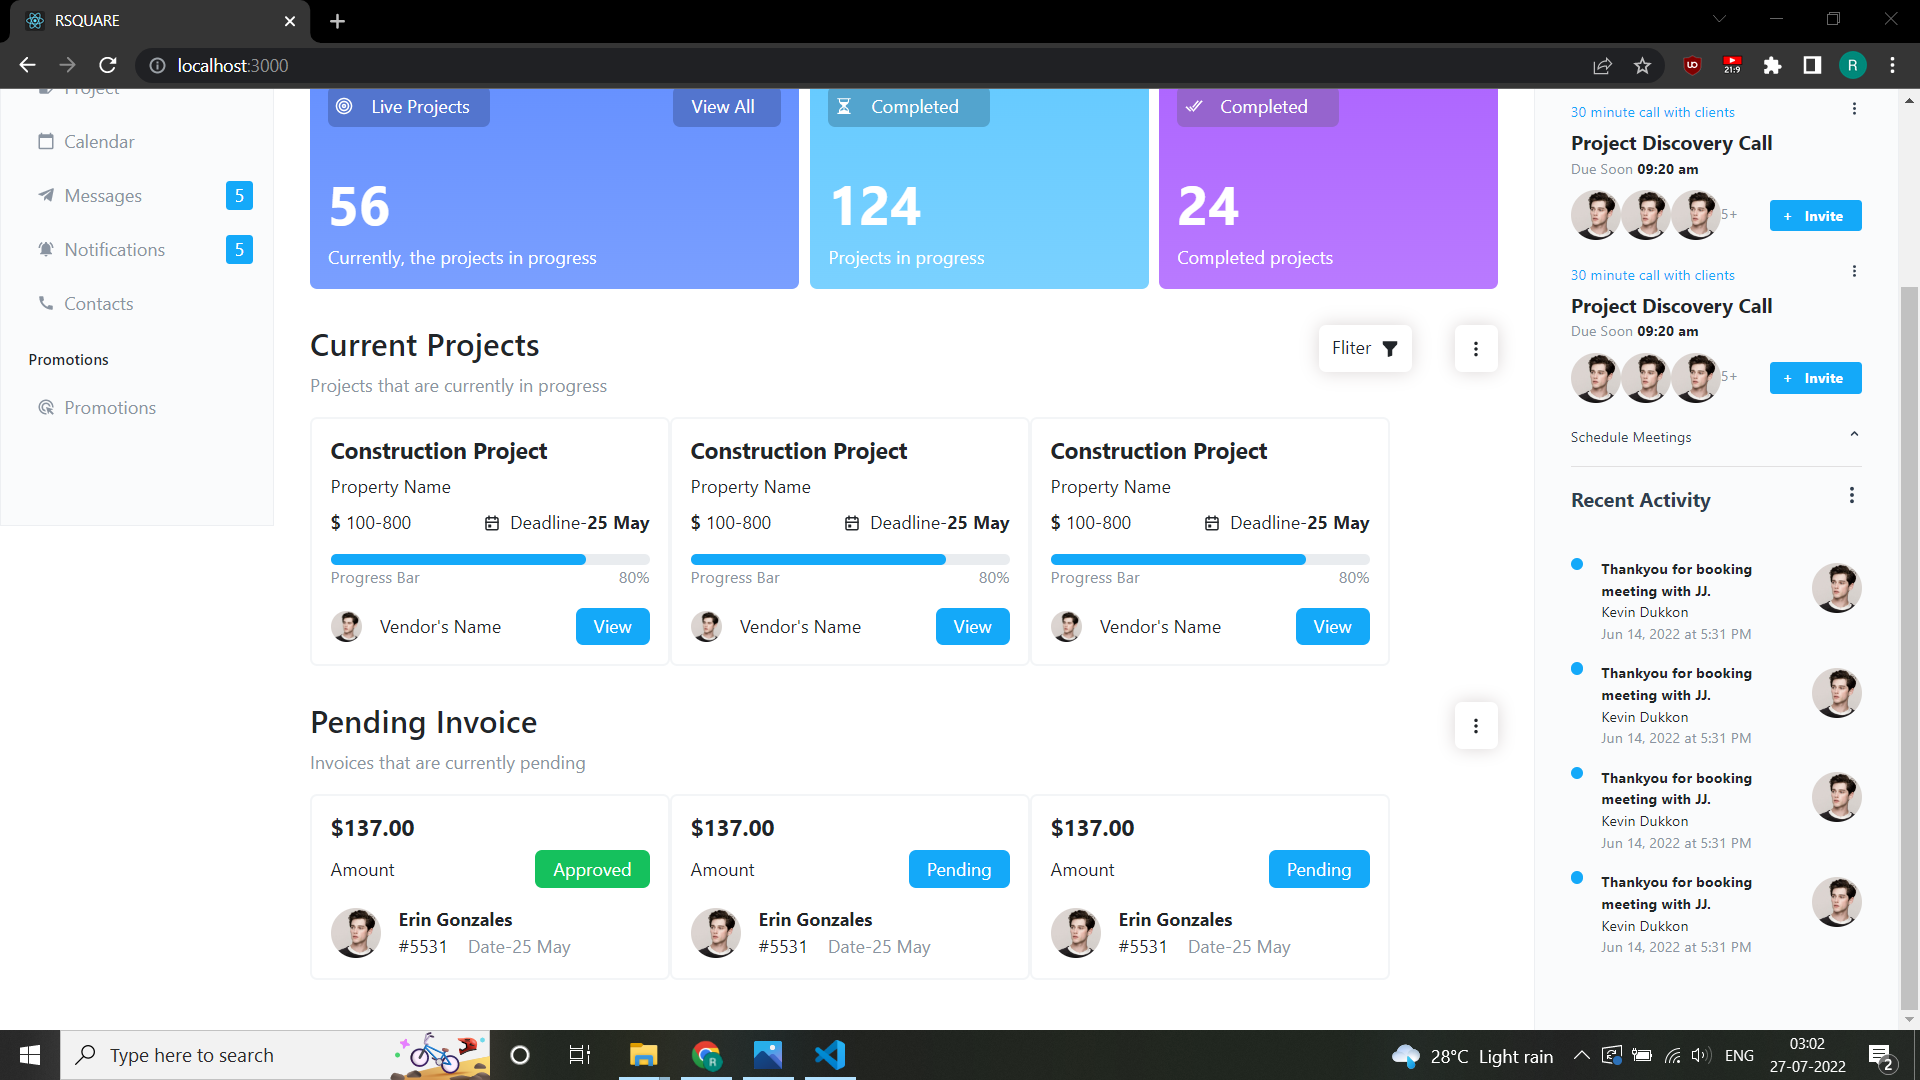 RSQUARE
localhost:3000
21:9
R
Project
Calendar
Messages 5
Notifications 5
Contacts
Promotions
Promotions
Live Projects View All
56
Currently, the projects in progress
Completed
124
Projects in progress
Completed
24
Completed projects
Current Projects
Projects that are currently in progress
Fliter
Construction Project
Property Name
$ 100-800 Deadline-25 May
Progress Bar 80%
Vendor's Name View
Construction Project
Property Name
$ 100-800 Deadline-25 May
Progress Bar 80%
Vendor's Name View
Construction Project
Property Name
$ 100-800 Deadline-25 May
Progress Bar 80%
Vendor's Name View
Pending Invoice
Invoices that are currently pending
$137.00
Amount Approved
Erin Gonzales
#5531 Date-25 May
$137.00
Amount Pending
Erin Gonzales
#5531 Date-25 May
$137.00
Amount Pending
Erin Gonzales
#5531 Date-25 May
30 minute call with clients
Project Discovery Call
Due Soon 09:20 am
5+ + Invite
30 minute call with clients
Project Discovery Call
Due Soon 09:20 am
5+ + Invite
Schedule Meetings
Recent Activity
Thankyou for booking
meeting with JJ.
Kevin Dukkon
Jun 14, 2022 at 5:31 PM
Thankyou for booking
meeting with JJ.
Kevin Dukkon
Jun 14, 2022 at 5:31 PM
Thankyou for booking
meeting with JJ.
Kevin Dukkon
Jun 14, 2022 at 5:31 PM
Thankyou for booking
meeting with JJ.
Kevin Dukkon
Jun 14, 2022 at 5:31 PM
Type here to search
R
28°C Light rain
ENG
03:02
27-07-2022
2